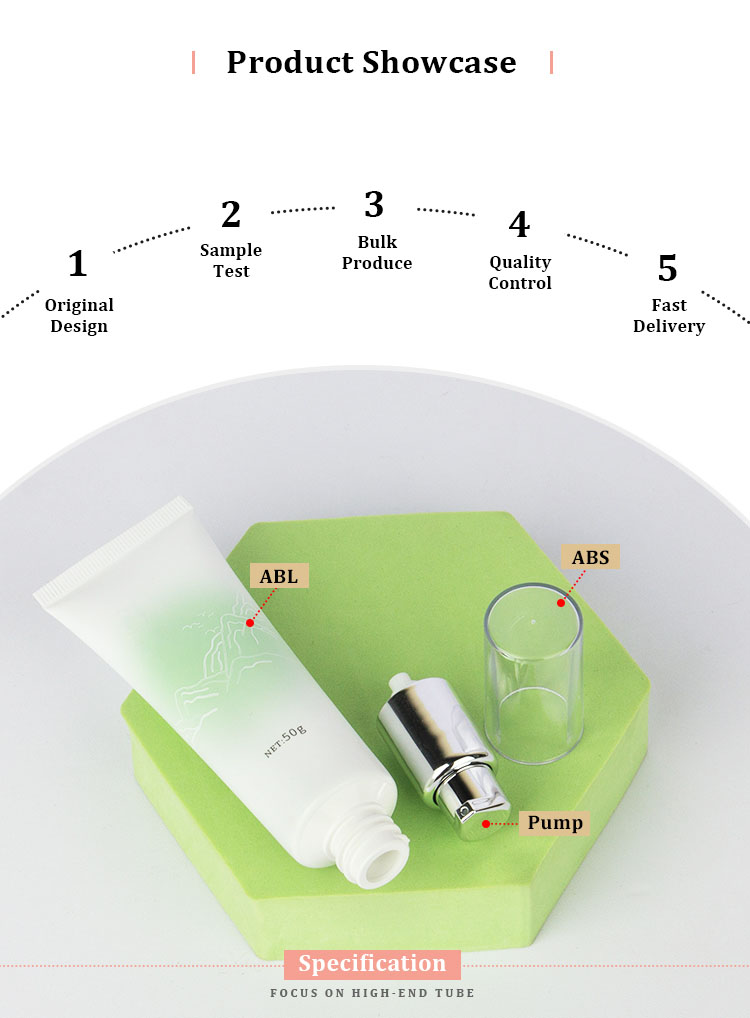 Product Showcase
1
Original
Design
2
Sample
Test
3
Bulk
Produce
4
Quality
Control
5
Fast
Delivery
ABL
ABS
NET:50g
Pump
Specification
FOCUS ON HIGH-END TUBE